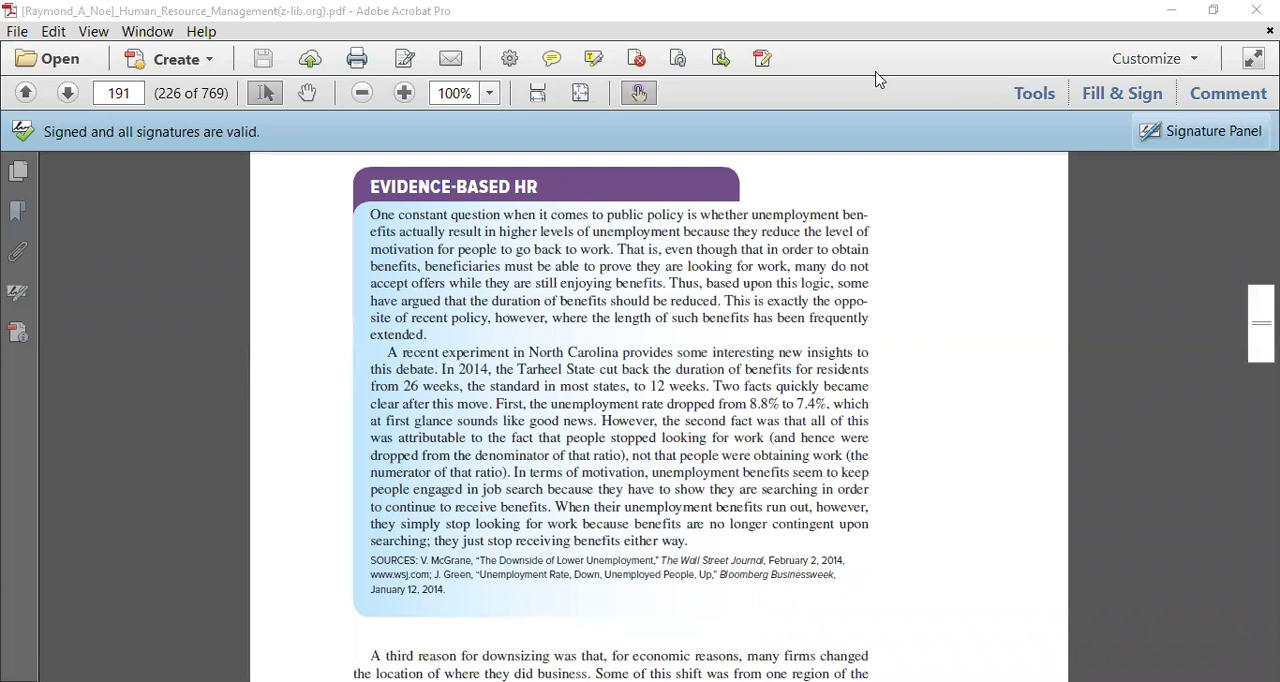 [Raymond_A_Noe]_Human_Resource_Management(z-lib.org).pdf - Adobe Acrobat Pro
File Edit View Window Help
Open Create Customize
191 (226 of 769) 100% Tools Fill & Sign Comment
Signed and all signatures are valid. Signature Panel
EVIDENCE-BASED HR
One constant question when it comes to public policy is whether unemployment ben-
efits actually result in higher levels of unemployment because they reduce the level of
motivation for people to go back to work. That is, even though that in order to obtain
benefits, beneficiaries must be able to prove they are looking for work, many do not
accept offers while they are still enjoying benefits. Thus, based upon this logic, some
have argued that the duration of benefits should be reduced. This is exactly the oppo-
site of recent policy, however, where the length of such benefits has been frequently
extended.
A recent experiment in North Carolina provides some interesting new insights to
this debate. In 2014, the Tarheel State cut back the duration of benefits for residents
from 26 weeks, the standard in most states, to 12 weeks. Two facts quickly became
clear after this move. First, the unemployment rate dropped from 8.8% to 7.4%, which
at first glance sounds like good news. However, the second fact was that all of this
was attributable to the fact that people stopped looking for work (and hence were
dropped from the denominator of that ratio), not that people were obtaining work (the
numerator of that ratio). In terms of motivation, unemployment benefits seem to keep
people engaged in job search because they have to show they are searching in order
to continue to receive benefits. When their unemployment benefits run out, however,
they simply stop looking for work because benefits are no longer contingent upon
searching; they just stop receiving benefits either way.
SOURCES: V. McGrane, “The Downside of Lower Unemployment,” The Wall Street Journal, February 2, 2014,
www.wsj.com; J. Green, “Unemployment Rate, Down, Unemployed People, Up,” Bloomberg Businessweek,
January 12, 2014.
A third reason for downsizing was that, for economic reasons, many firms changed
the location of where they did business. Some of this shift was from one region of the